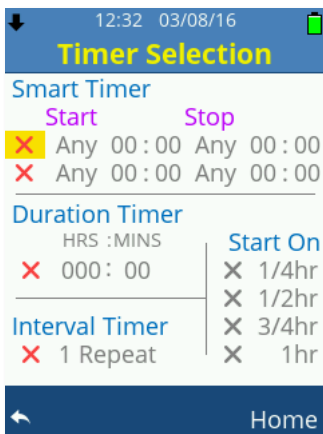 12:32 03/08/16
Timer Selection
Smart Timer
Start Stop
Any 00:00 Any 00:00
Any 00:00 Any 00:00
Duration Timer
HRS :MINS
000: 00
Interval Timer
1 Repeat
Start On
1/4hr
1/2hr
3/4hr
1hr
Home